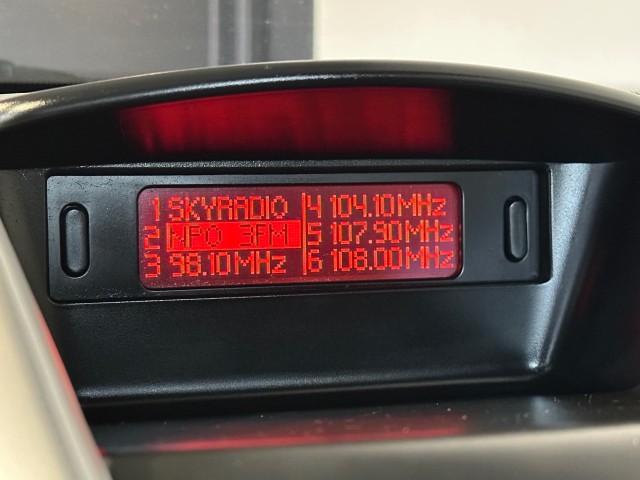 1 SKYRADIO 4 104.10MHz
2 NPO 3FM 5 107.90MHz
3 98.10MHz 6 108.00MHz